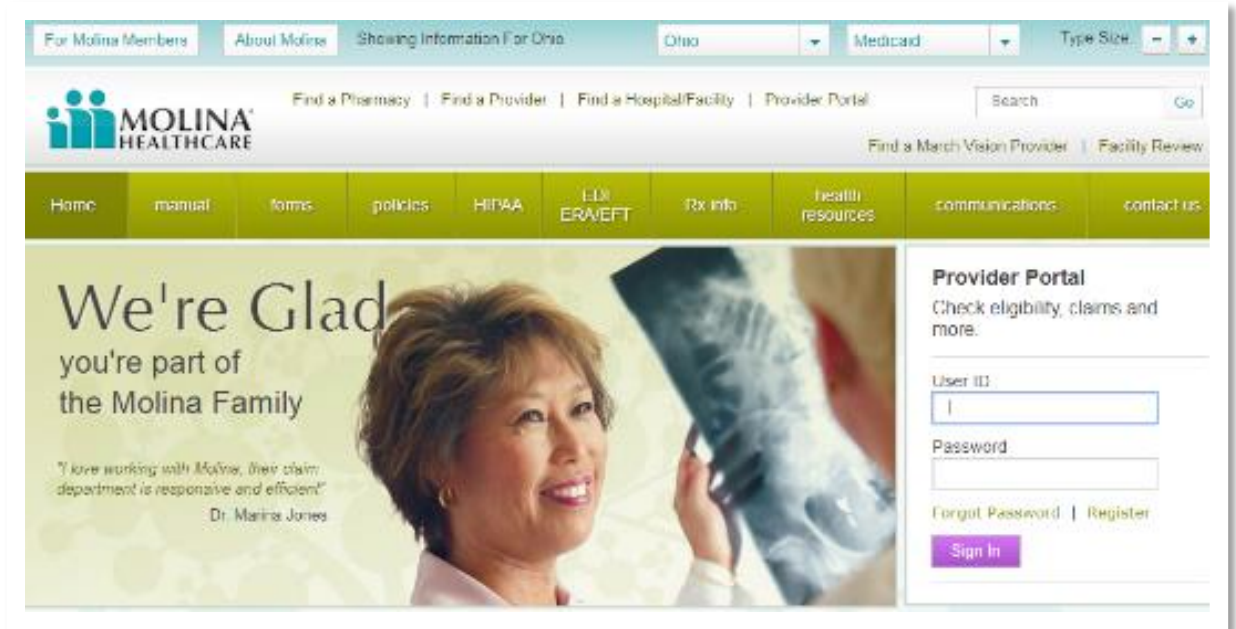 For Molina Members About Molina Showing Information For Ohio Ohio Medicaid Type Size - +
MOLINA
HEALTHCARE
Find a Pharmacy | Find a Provider | Find a Hospital/Facility | Provider Portal Search Go
Find a March Vision Provider | Facility Review
Home manual forms policies HIPAA EDI ERA/EFT Rx info health resources communications contact us
We're Glad
you're part of
the Molina Family
"I love working with Molina, their claim
department is responsive and efficient"
Dr. Marina Jones
Provider Portal
Check eligibility, claims and
more.
User ID
Password
Forgot Password | Register
Sign In